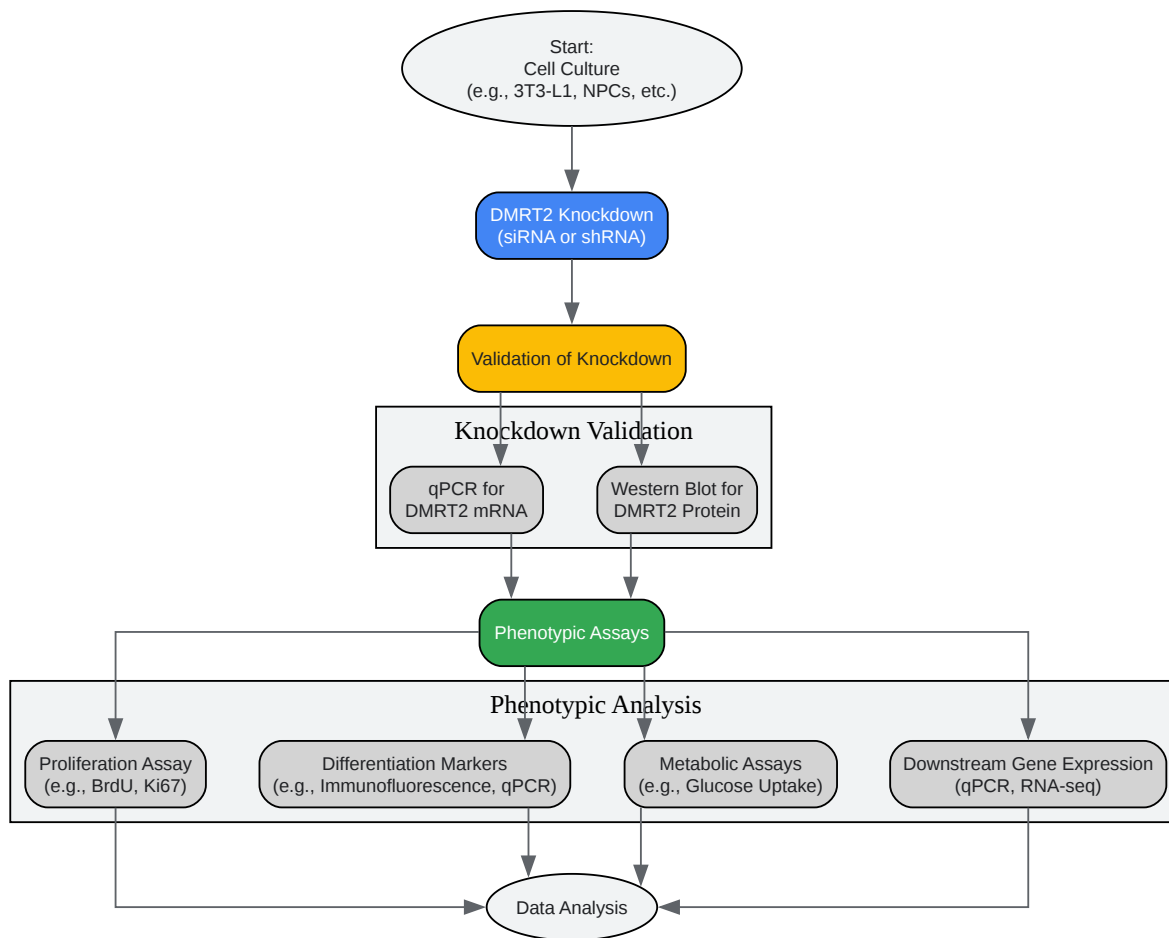 Start:
Cell Culture
(e.g., 3T3-L1, NPCs, etc.)
DMRT2 Knockdown
(siRNA or shRNA)
Validation of Knockdown
Knockdown Validation
qPCR for
DMRT2 mRNA
Western Blot for
DMRT2 Protein
Phenotypic Assays
Phenotypic Analysis
Proliferation Assay
(e.g., BrdU, Ki67)
Differentiation Markers
(e.g., Immunofluorescence, qPCR)
Metabolic Assays
(e.g., Glucose Uptake)
Downstream Gene Expression
(qPCR, RNA-seq)
Data Analysis